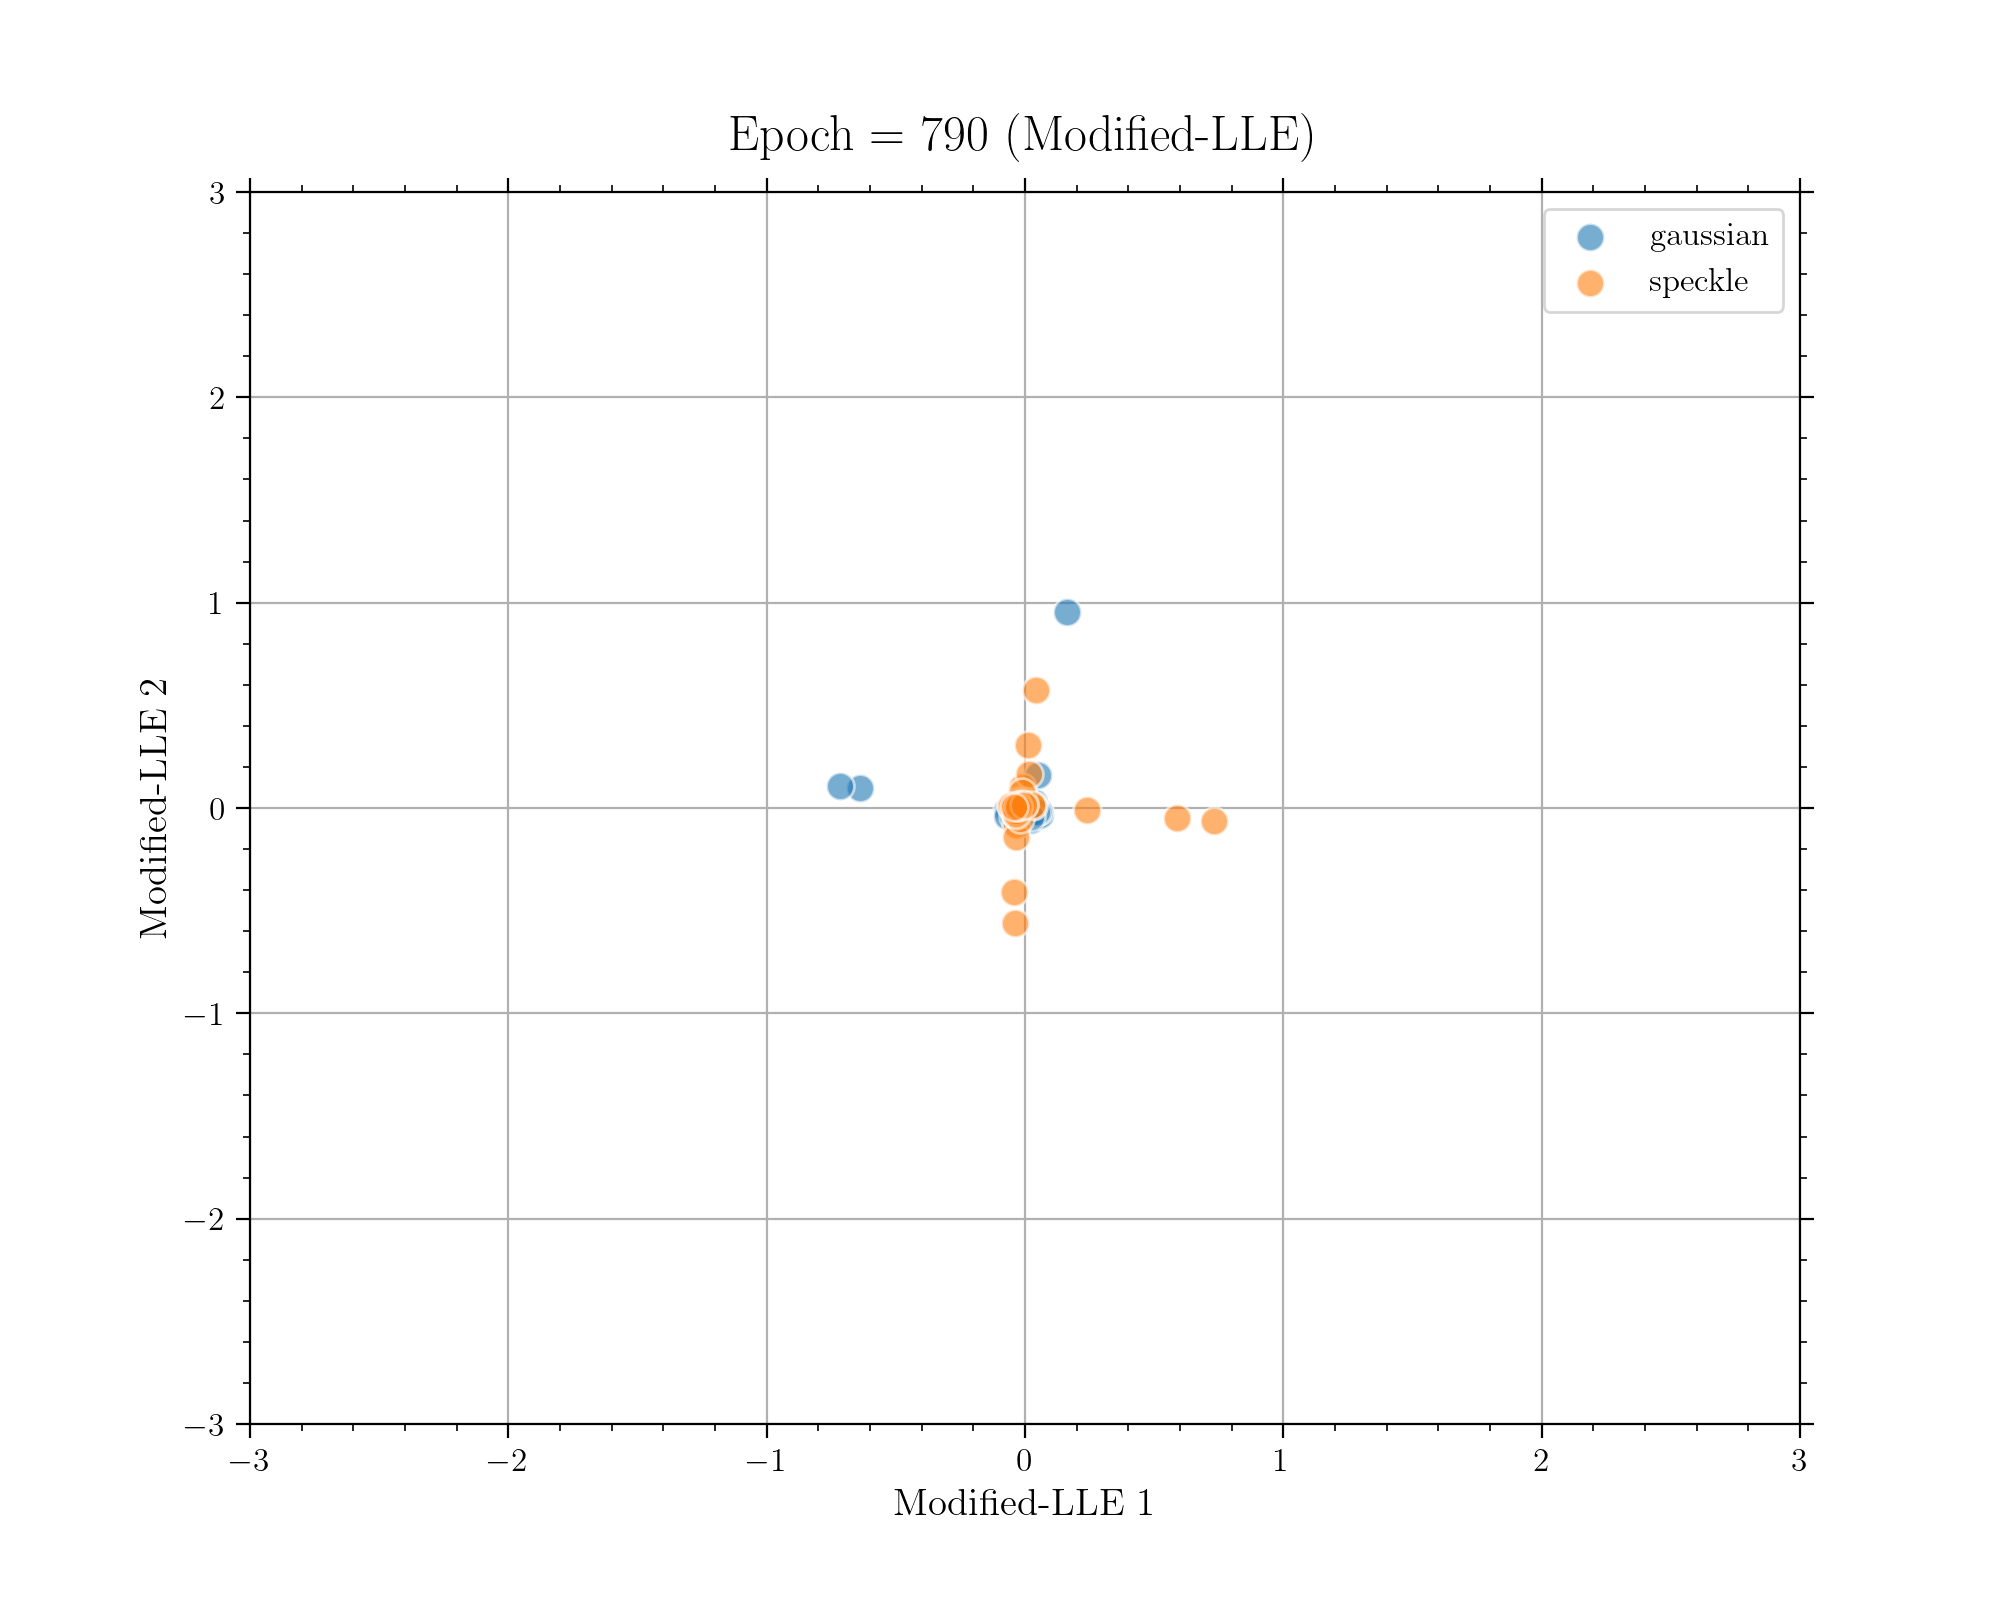 Epoch = 790 (Modified-LLE)
gaussian
speckle
3
2
1
0
−1
−2
−3
Modified-LLE 2
−3
−2
−1
0
1
2
3
Modified-LLE 1